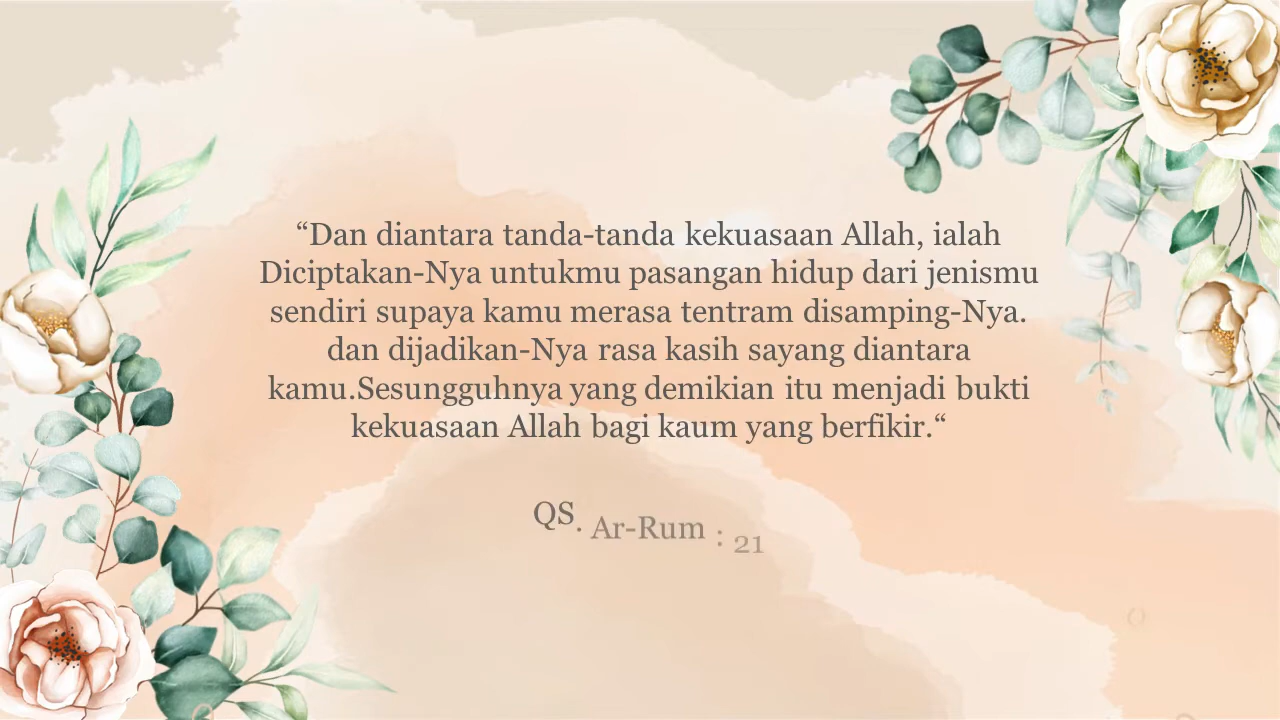 “Dan diantara tanda-tanda kekuasaan Allah, ialah
Diciptakan-Nya untukmu pasangan hidup dari jenismu
sendiri supaya kamu merasa tentram disamping-Nya.
dan dijadikan-Nya rasa kasih sayang diantara
kamu.Sesungguhnya yang demikian itu menjadi bukti
kekuasaan Allah bagi kaum yang berfikir.“
QS. Ar-Rum : 21